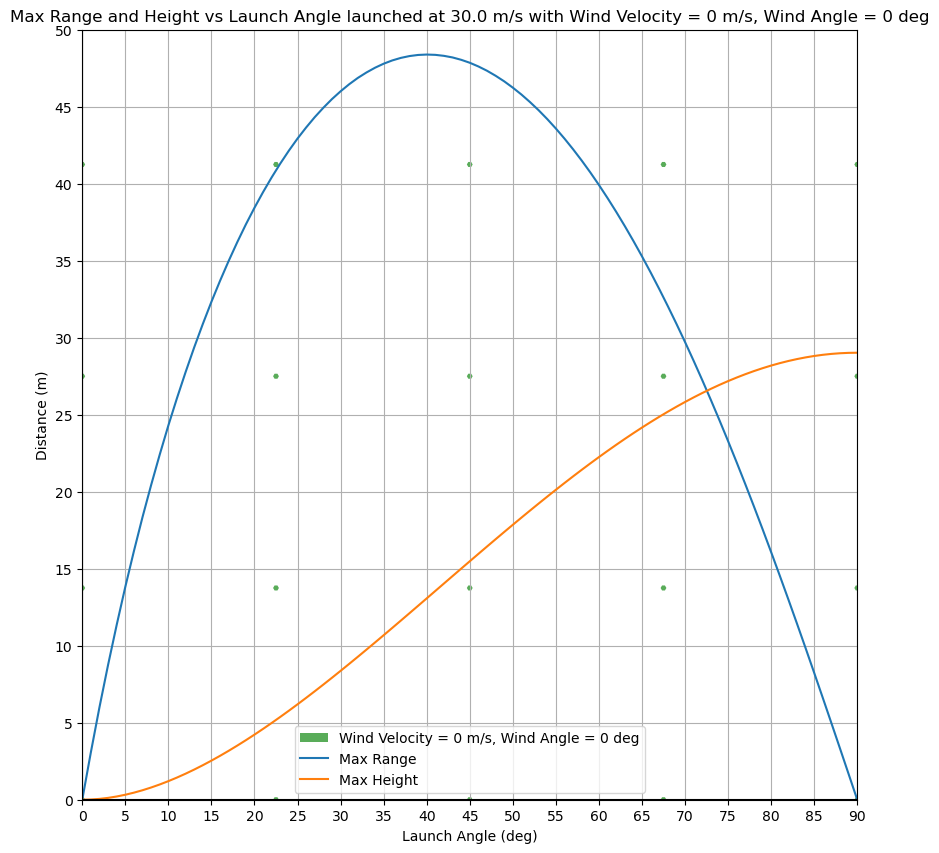 Max Range and Height vs Launch Angle launched at 30.0 m/s with Wind Velocity = 0 m/s, Wind Angle = 0 deg
50
45
40
35
30
25
20
15
10
5
0
Distance (m)
Wind Velocity = 0 m/s, Wind Angle = 0 deg
Max Range
Max Height
0 5 10 15 20 25 30 35 40 45 50 55 60 65 70 75 80 85 90
Launch Angle (deg)